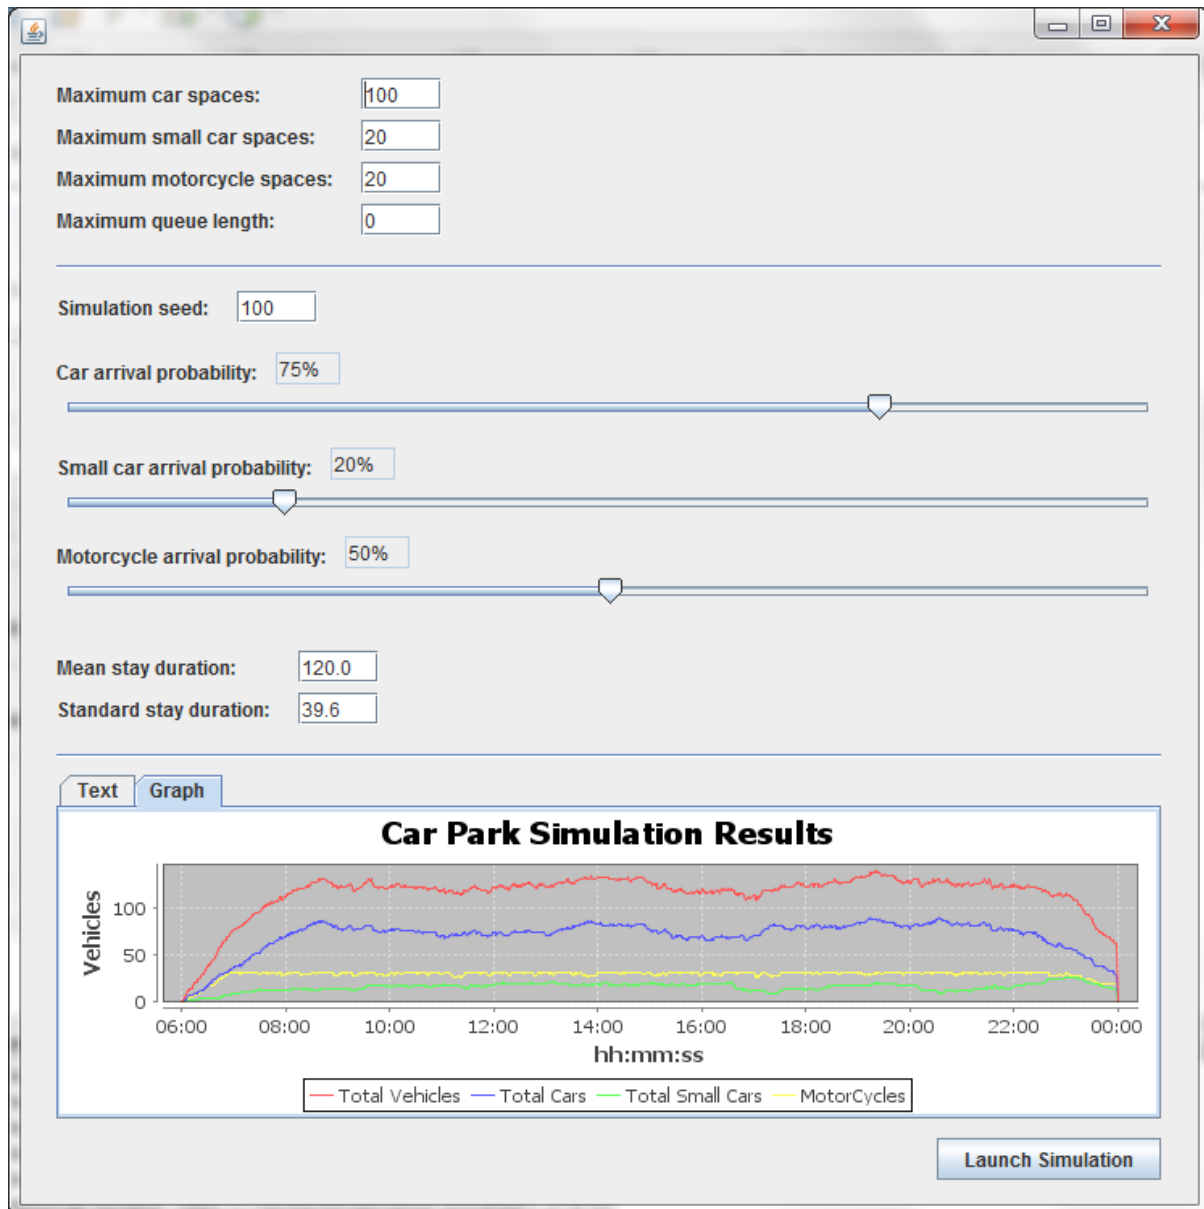 Maximum car spaces: 100
Maximum small car spaces: 20
Maximum motorcycle spaces: 20
Maximum queue length: 0
Simulation seed: 100
Car arrival probability: 75%
Small car arrival probability: 20%
Motorcycle arrival probability: 50%
Mean stay duration: 120.0
Standard stay duration: 39.6
Text Graph
Car Park Simulation Results
Vehicles
100
50
0
06:00 08:00 10:00 12:00 14:00 16:00 18:00 20:00 22:00 00:00
hh:mm:ss
Total Vehicles Total Cars Total Small Cars MotorCycles
Launch Simulation